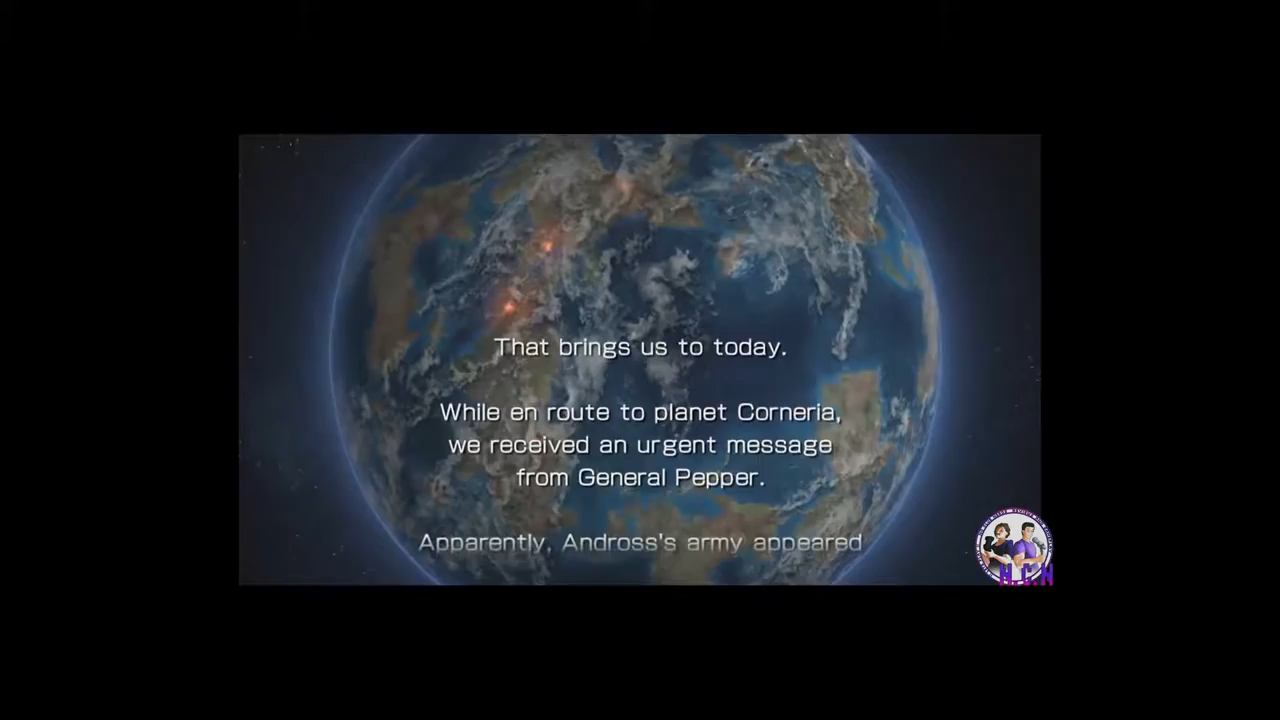 That brings us to today.
While en route to planet Corneria,
we received an urgent message
from General Pepper.
Apparently, Andross's army appeared
N.C.N